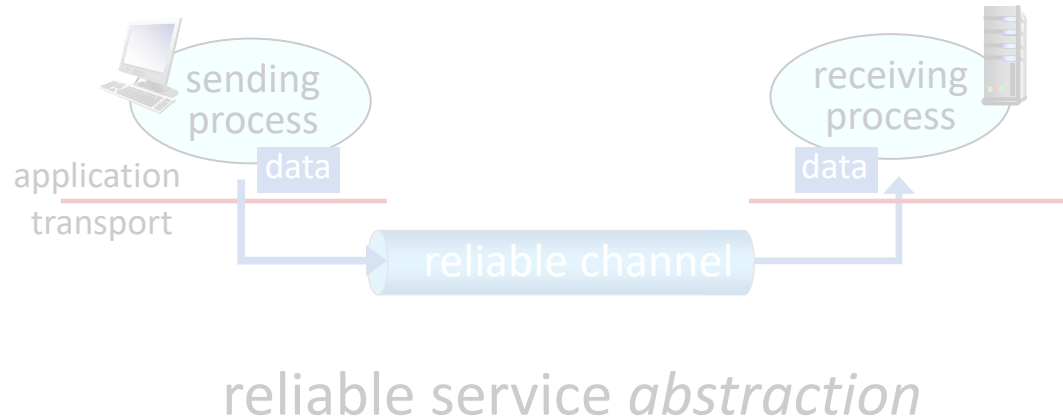 sending
process
data
application
transport
receiving
process
data
reliable channel
reliable service abstraction